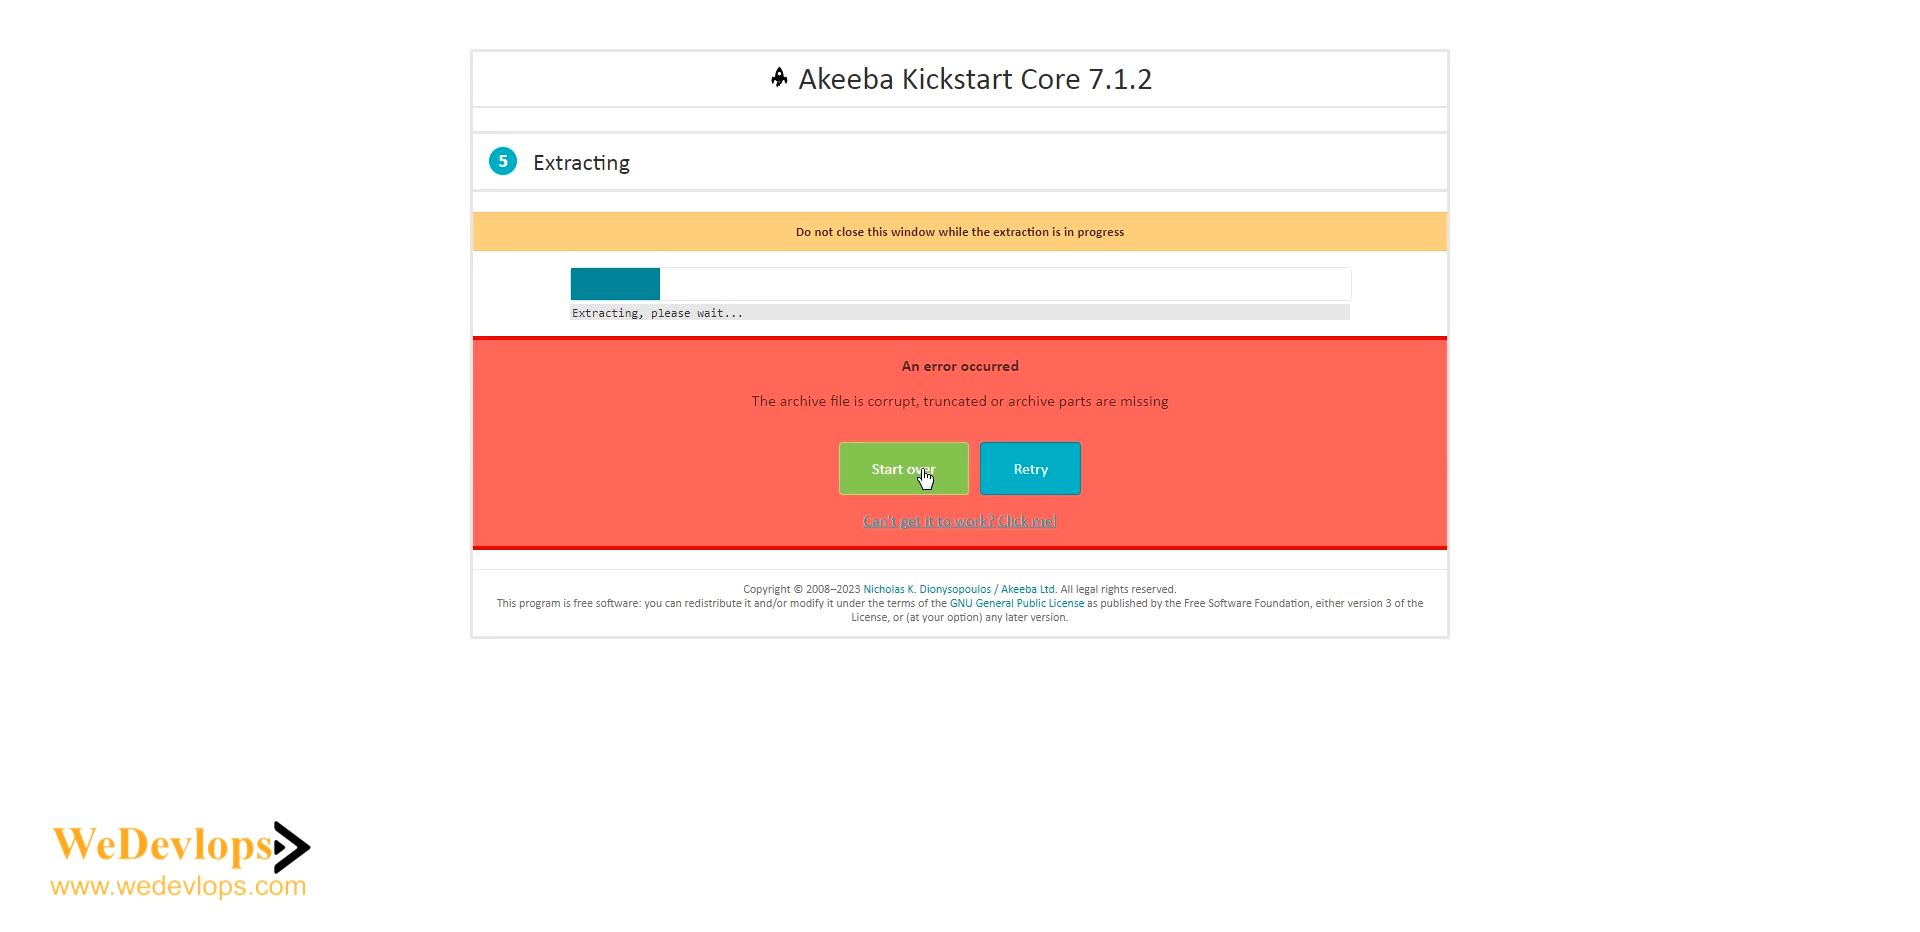 Akeeba Kickstart Core 7.1.2
5 Extracting
Do not close this window while the extraction is in progress
Extracting, please wait...
An error occurred
The archive file is corrupt, truncated or archive parts are missing
Start over Retry
Can't get it to work? Click me!
Copyright © 2008–2023 Nicholas K. Dionysopoulos / Akeeba Ltd. All legal rights reserved.
This program is free software: you can redistribute it and/or modify it under the terms of the GNU General Public License as published by the Free Software Foundation, either version 3 of the
License, or (at your option) any later version.
WeDevlops
www.wedevlops.com